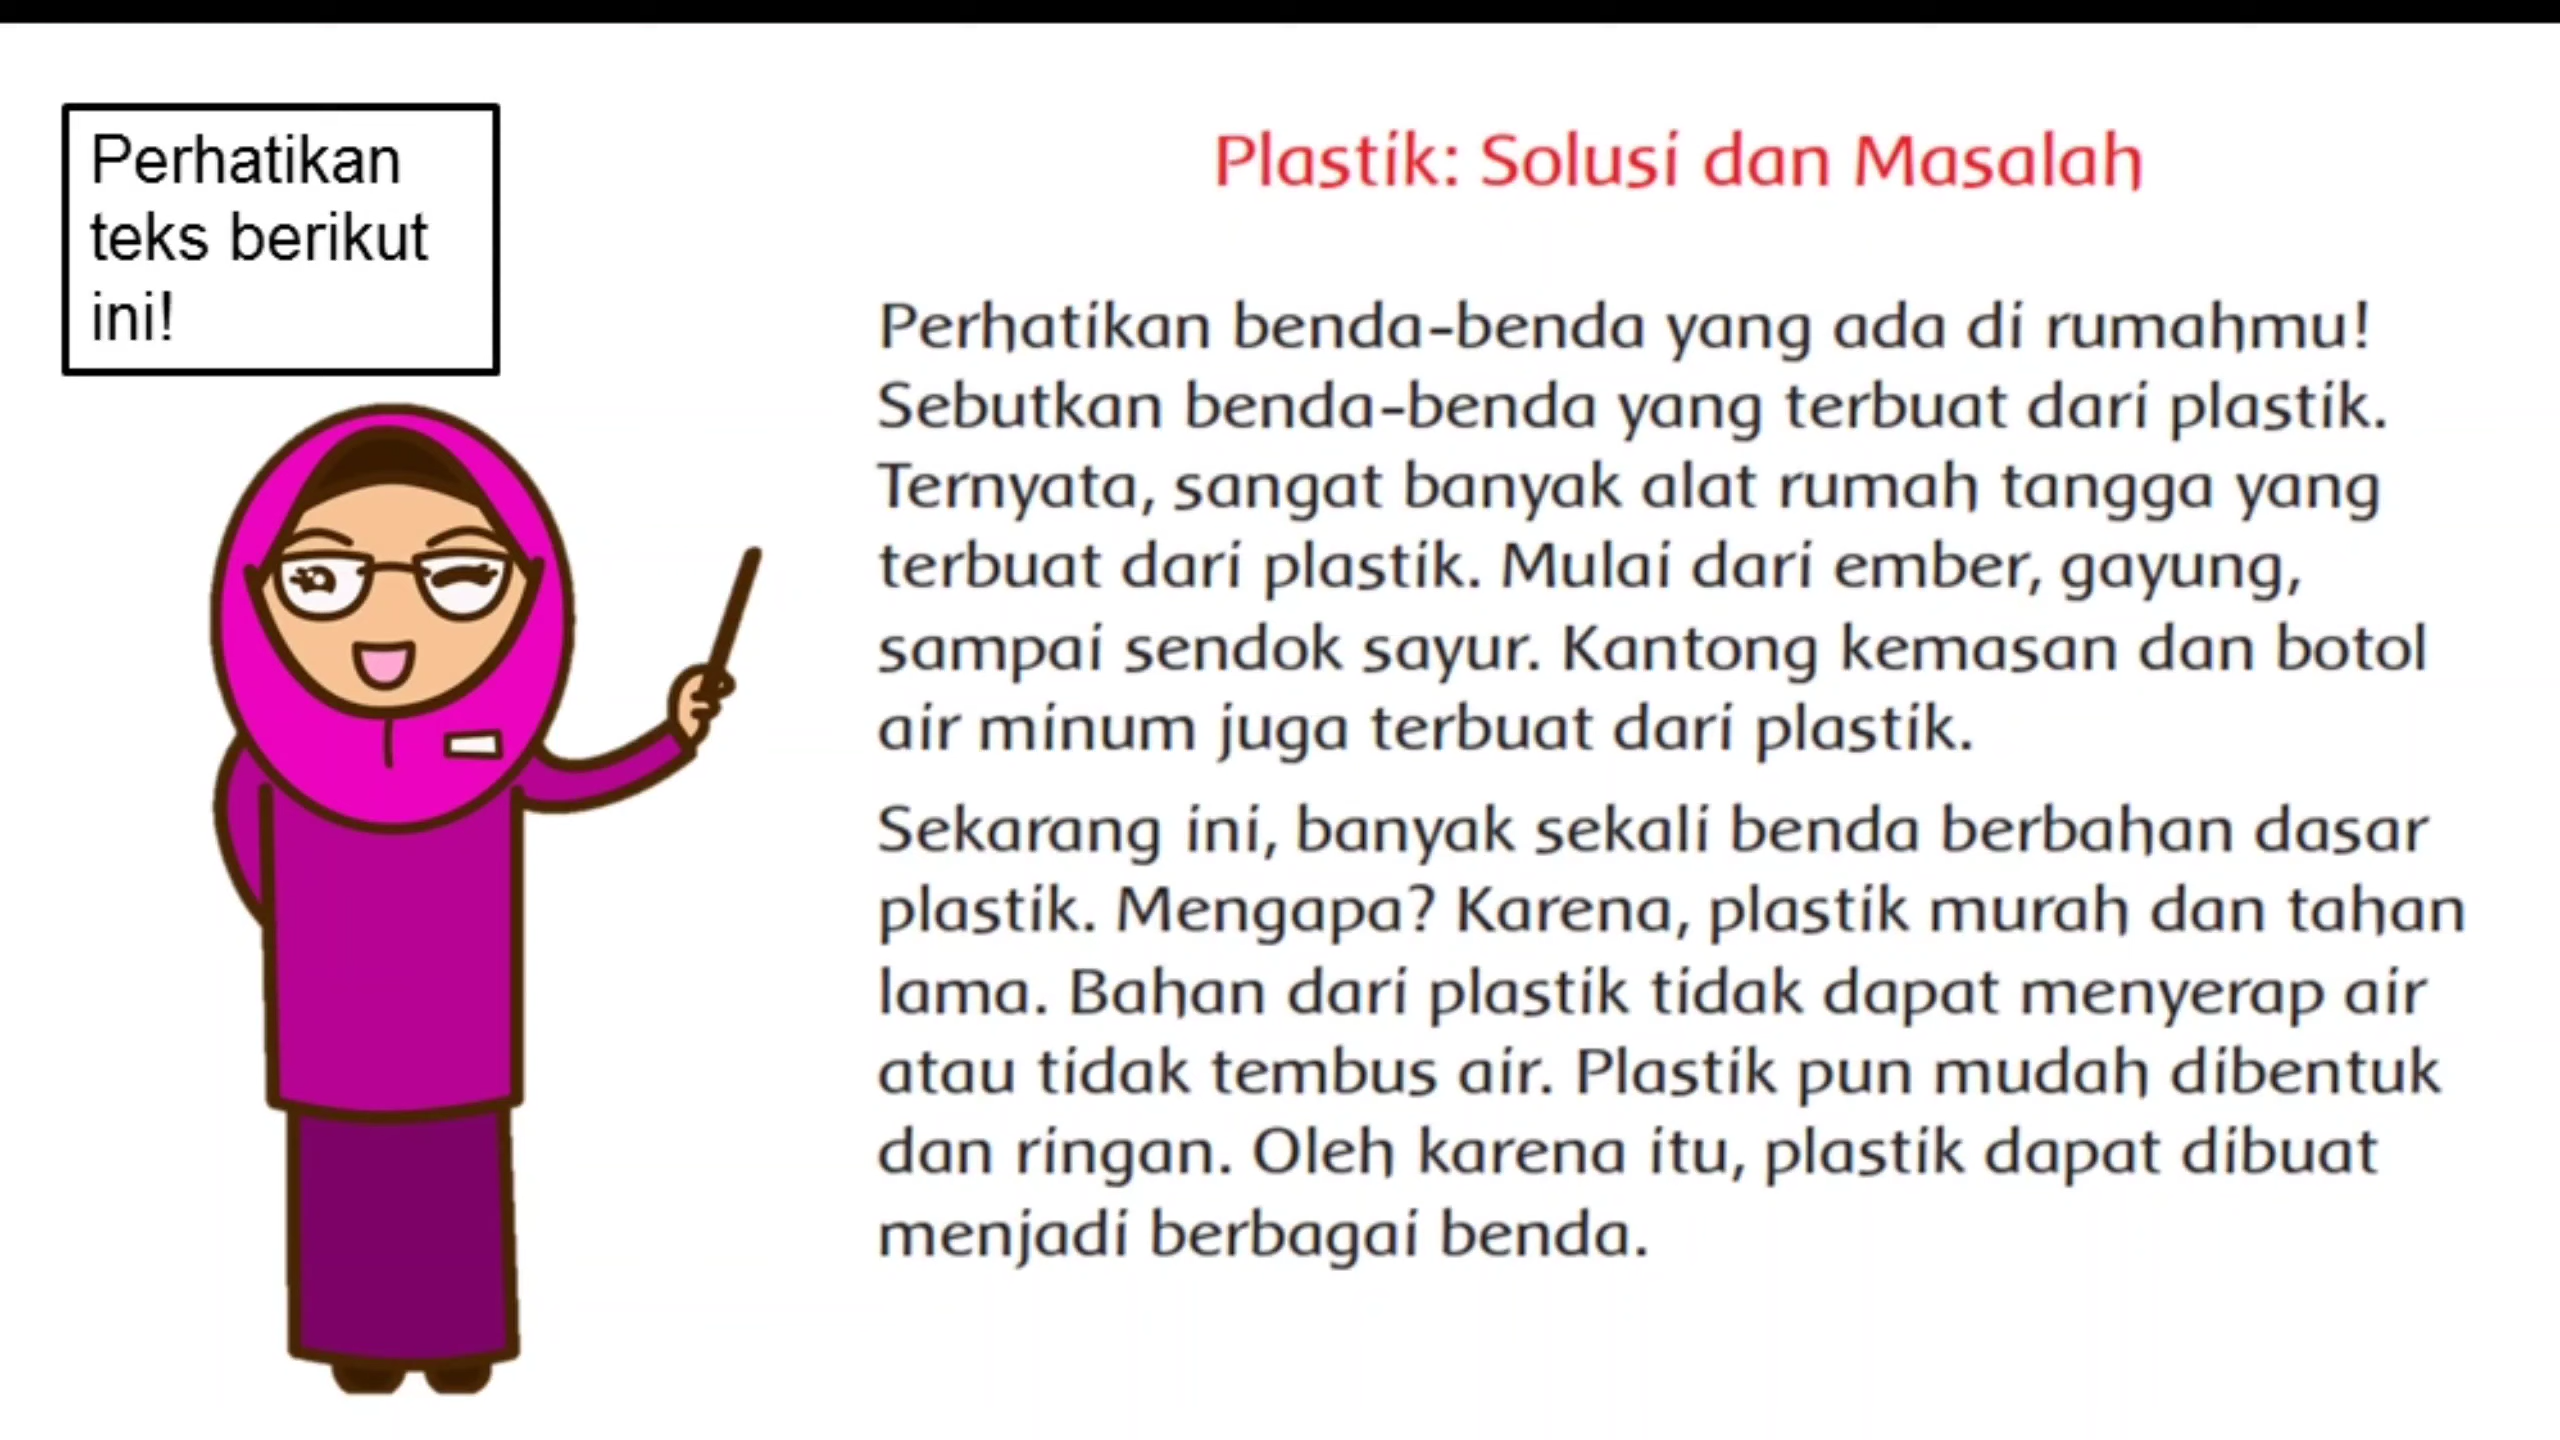 Perhatikan
teks berikut
ini!
Plastik: Solusi dan Masalah
Perhatikan benda-benda yang ada di rumahmu!
Sebutkan benda-benda yang terbuat dari plastik.
Ternyata, sangat banyak alat rumah tangga yang
terbuat dari plastik. Mulai dari ember, gayung,
sampai sendok sayur. Kantong kemasan dan botol
air minum juga terbuat dari plastik.
Sekarang ini, banyak sekali benda berbahan dasar
plastik. Mengapa? Karena, plastik murah dan tahan
lama. Bahan dari plastik tidak dapat menyerap air
atau tidak tembus air. Plastik pun mudah dibentuk
dan ringan. Oleh karena itu, plastik dapat dibuat
menjadi berbagai benda.